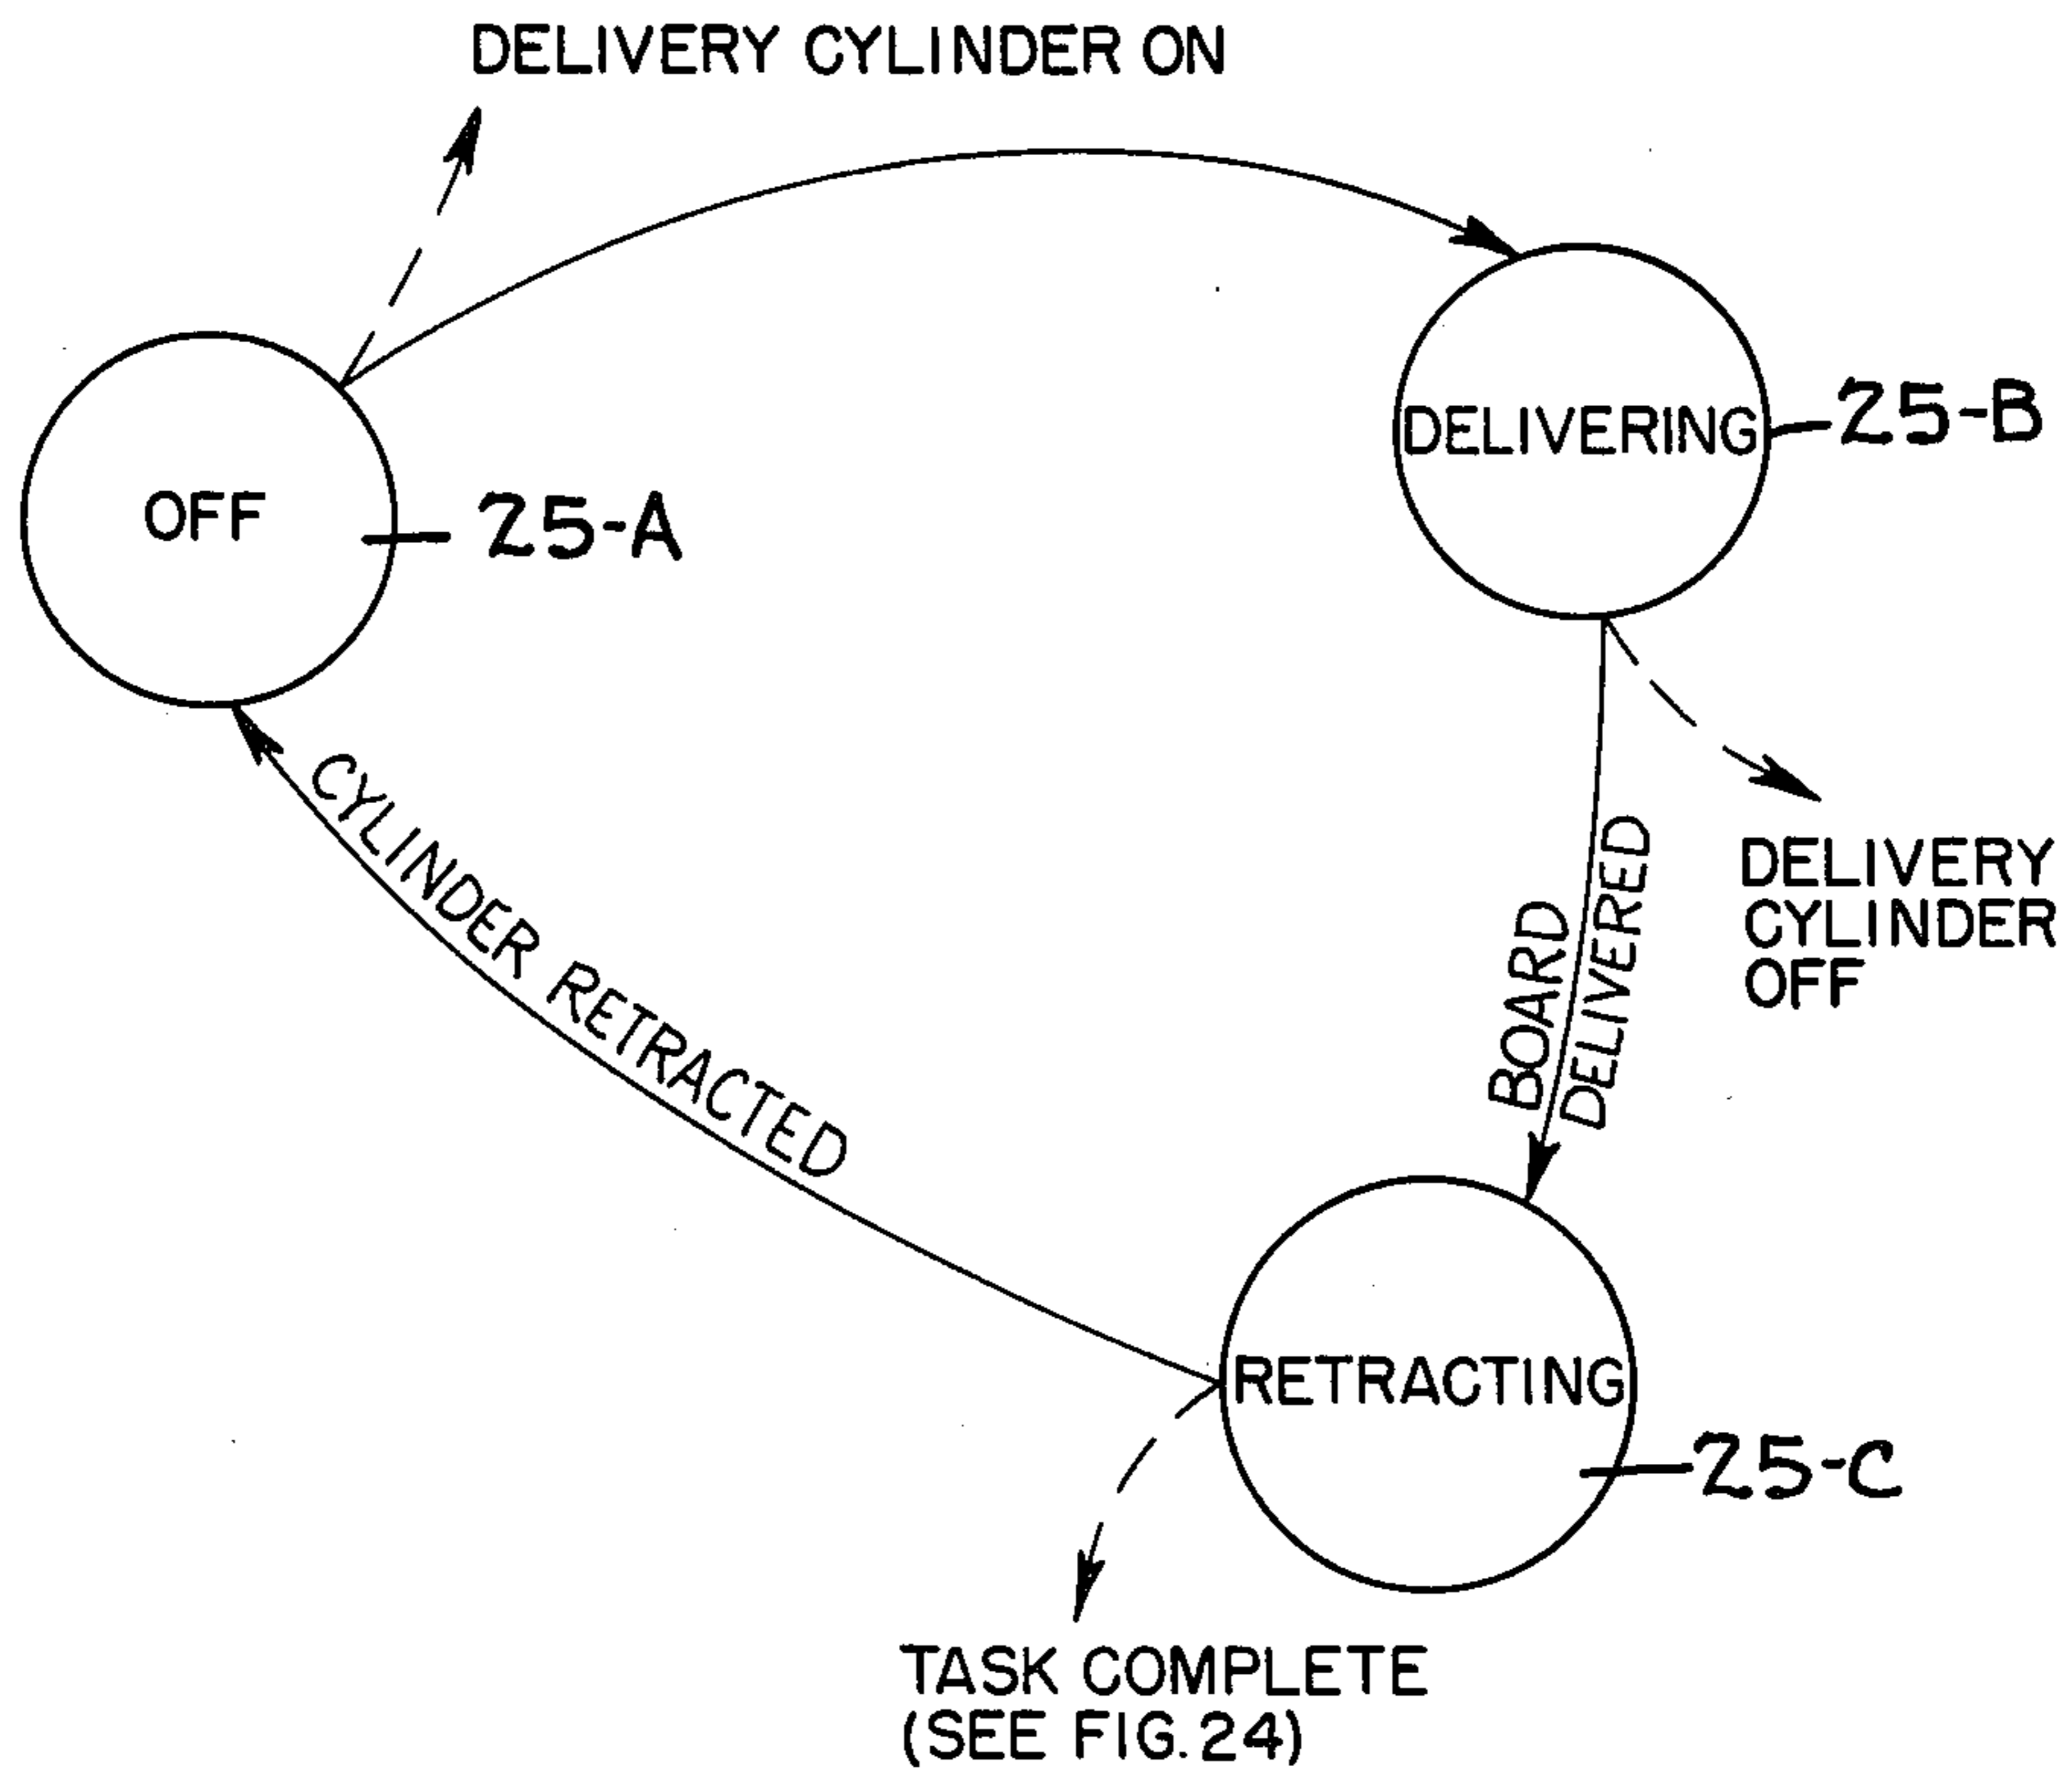 DELIVERY CYLINDER ON
OFF
25-A
DELIVERING
25-B
CYLINDER RETRACTED
BOARD
DELIVERED
DELIVERY
CYLINDER
OFF
RETRACTING
25-C
TASK COMPLETE
(SEE FIG. 24)